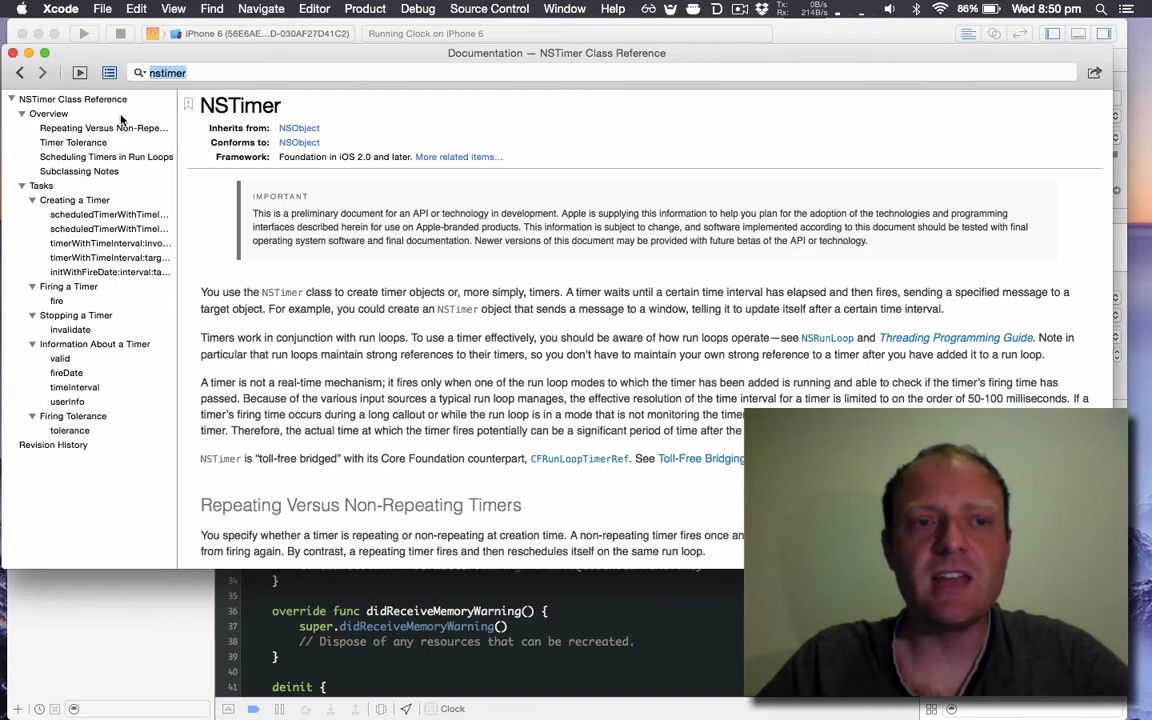 Xcode File Edit View Find Navigate Editor Product Debug Source Control Window Help Tx: Rx: 0B/s 214B/s 86% Wed 8:50 pm
iPhone 6 (56E6AE...D-030AF27D41C2) Running Clock on iPhone 6
Documentation — NSTimer Class Reference
nstimer
NSTimer Class Reference
Overview
Repeating Versus Non-Repe...
Timer Tolerance
Scheduling Timers in Run Loops
Subclassing Notes
Tasks
Creating a Timer
scheduledTimerWithTimeI...
scheduledTimerWithTimeI...
timerWithTimeInterval:invo...
timerWithTimeInterval:targ...
initWithFireDate:interval:ta...
Firing a Timer
fire
Stopping a Timer
invalidate
Information About a Timer
valid
fireDate
timeInterval
userInfo
Firing Tolerance
tolerance
Revision History
NSTimer
Inherits from: NSObject
Conforms to: NSObject
Framework: Foundation in iOS 2.0 and later. More related items...
IMPORTANT
This is a preliminary document for an API or technology in development. Apple is supplying this information to help you plan for the adoption of the technologies and programming
interfaces described herein for use on Apple-branded products. This information is subject to change, and software implemented according to this document should be tested with final
operating system software and final documentation. Newer versions of this document may be provided with future betas of the API or technology.
You use the NSTimer class to create timer objects or, more simply, timers. A timer waits until a certain time interval has elapsed and then fires, sending a specified message to a
target object. For example, you could create an NSTimer object that sends a message to a window, telling it to update itself after a certain time interval.
Timers work in conjunction with run loops. To use a timer effectively, you should be aware of how run loops operate—see NSRunLoop and Threading Programming Guide. Note in
particular that run loops maintain strong references to their timers, so you don't have to maintain your own strong reference to a timer after you have added it to a run loop.
A timer is not a real-time mechanism; it fires only when one of the run loop modes to which the timer has been added is running and able to check if the timer's firing time has
passed. Because of the various input sources a typical run loop manages, the effective resolution of the time interval for a timer is limited to on the order of 50-100 milliseconds. If a
timer's firing time occurs during a long callout or while the run loop is in a mode that is not monitoring the timer
timer. Therefore, the actual time at which the timer fires potentially can be a significant period of time after the
NSTimer is "toll-free bridged" with its Core Foundation counterpart, CFRunLoopTimerRef. See Toll-Free Bridging
Repeating Versus Non-Repeating Timers
You specify whether a timer is repeating or non-repeating at creation time. A non-repeating timer fires once an
from firing again. By contrast, a repeating timer fires and then reschedules itself on the same run loop.
34 }
35
36 override func didReceiveMemoryWarning() {
37 super.didReceiveMemoryWarning()
38 // Dispose of any resources that can be recreated.
39 }
40
41 deinit {
Clock